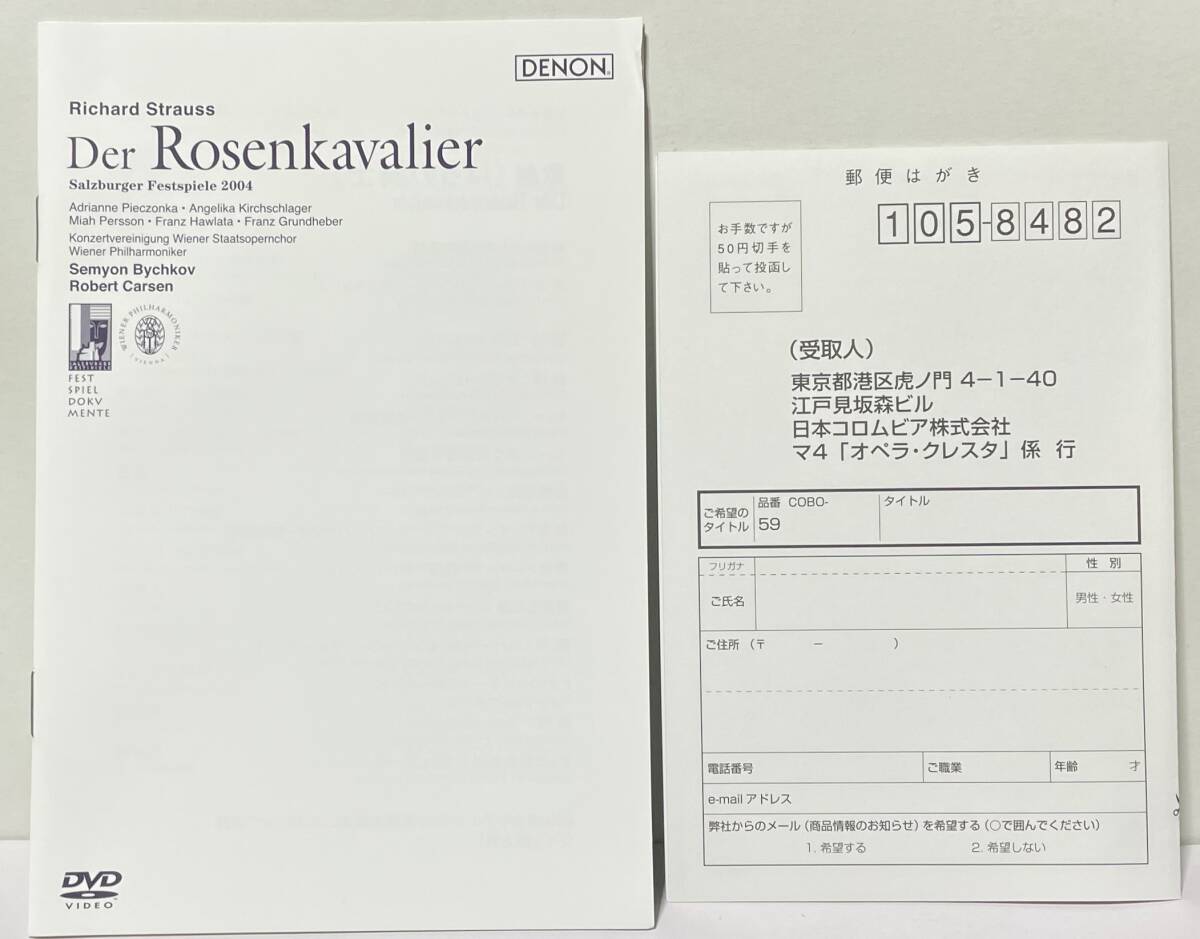 DENON
Richard Strauss
Der Rosenkavalier
Salzburger Festspiele 2004
Adrianne Pieczonka・Angelika Kirchschlager
Miah Persson・Franz Hawlata・Franz Grundheber
Konzertvereinigung Wiener Staatsopernchor
Wiener Philharmoniker
Semyon Bychkov
Robert Carsen
WIENER PHILHARMONIKER
VIENNA
FEST
SPIEL
DOKV
MENTE
DVD
VIDEO
郵便はがき
105-8482
お手数ですが
50円切手を
貼って投函し
て下さい。
（受取人）
東京都港区虎ノ門 4−1−40
江戸見坂森ビル
日本コロムビア株式会社
マ4「オペラ・クレスタ」係 行
ご希望の
タイトル
品番 COBO-
59
タイトル
フリガナ
性 別
ご氏名
男性・女性
ご住所（〒 − ）
電話番号
ご職業
年齢 才
e-mail アドレス
弊社からのメール（商品情報のお知らせ）を希望する（○で囲んでください）
1. 希望する 2. 希望しない